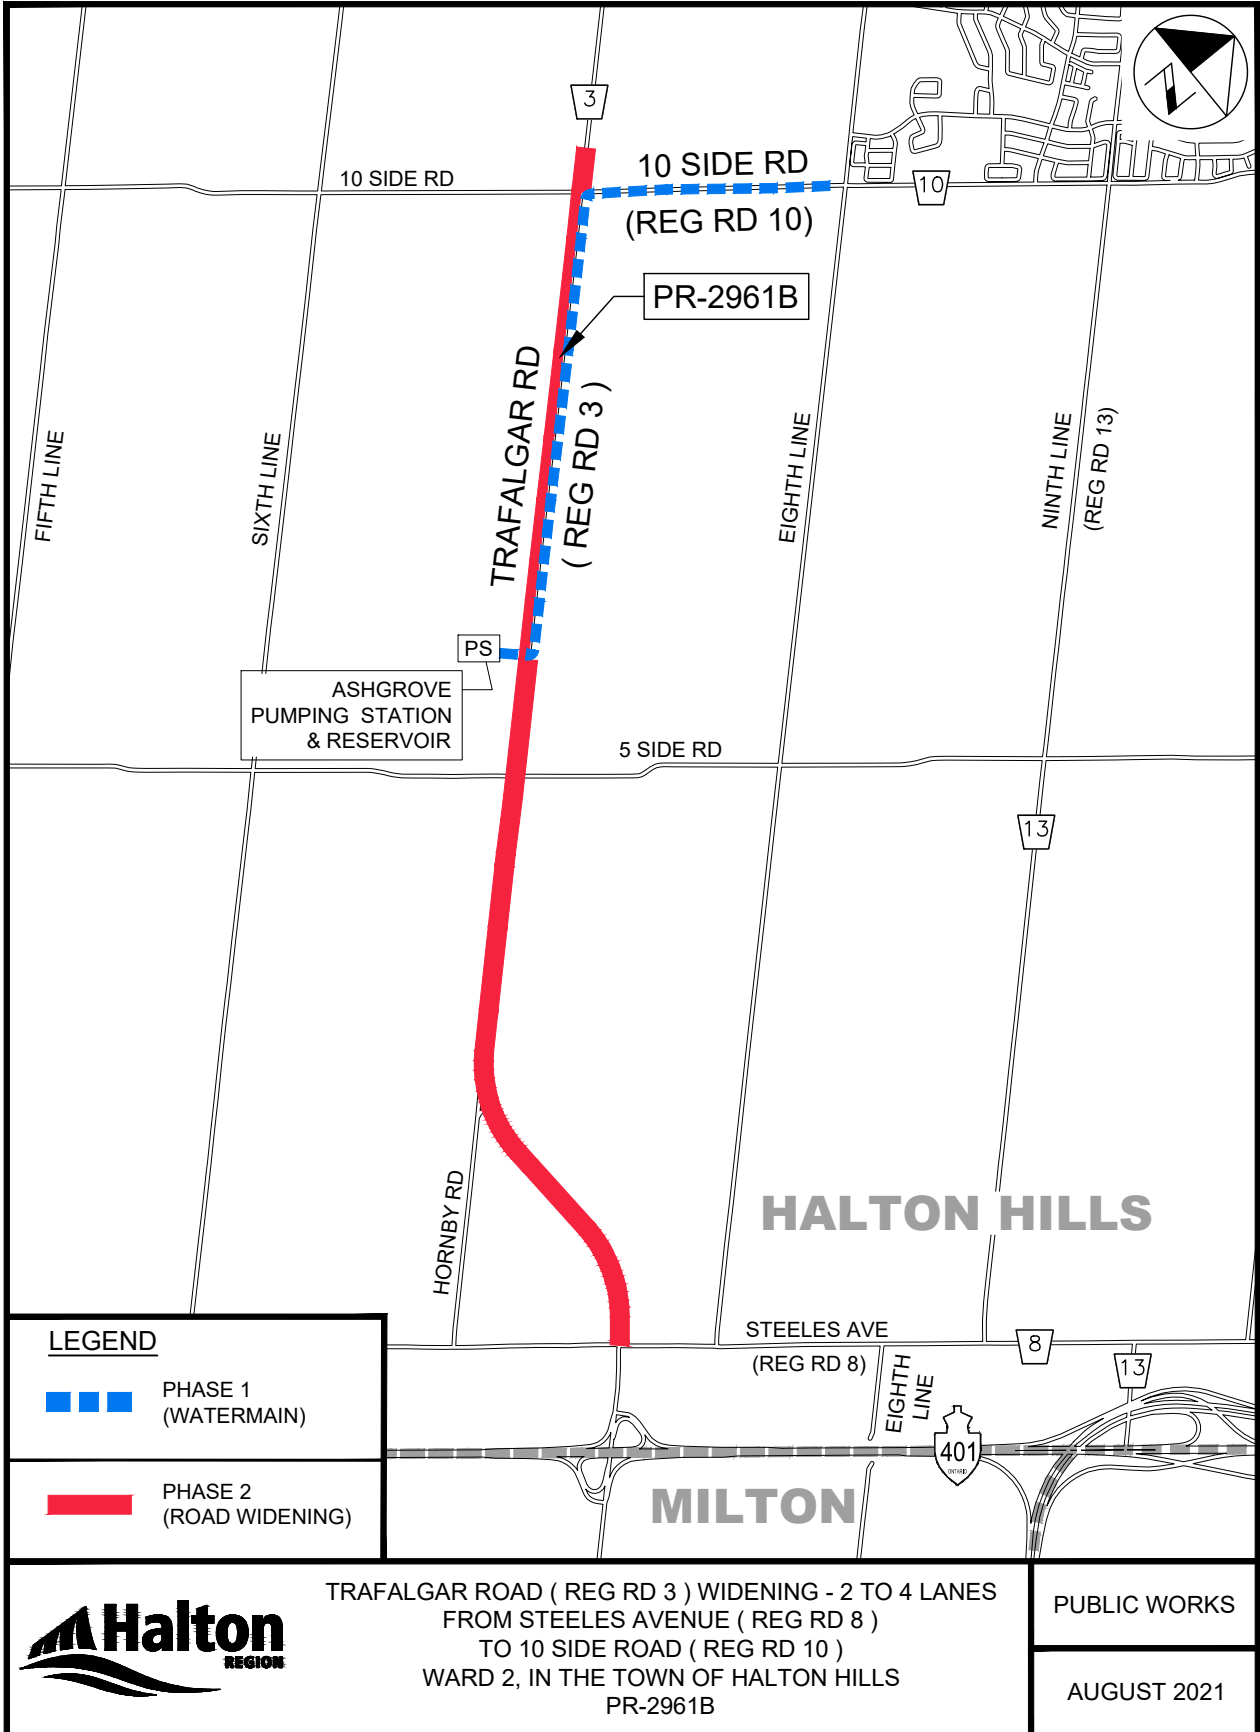 3
10 SIDE RD
10 SIDE RD
(REG RD 10)
10
PR-2961B
TRAFALGAR RD
( REG RD 3 )
FIFTH LINE
SIXTH LINE
EIGHTH LINE
NINTH LINE
(REG RD 13)
PS
ASHGROVE
PUMPING STATION
& RESERVOIR
5 SIDE RD
13
HORNBY RD
HALTON HILLS
STEELES AVE
(REG RD 8)
8
13
EIGHTH
LINE
401
ONTARIO
MILTON
LEGEND
PHASE 1
(WATERMAIN)
PHASE 2
(ROAD WIDENING)
Halton
REGION
TRAFALGAR ROAD ( REG RD 3 ) WIDENING - 2 TO 4 LANES
FROM STEELES AVENUE ( REG RD 8 )
TO 10 SIDE ROAD ( REG RD 10 )
WARD 2, IN THE TOWN OF HALTON HILLS
PR-2961B
PUBLIC WORKS
AUGUST 2021
N